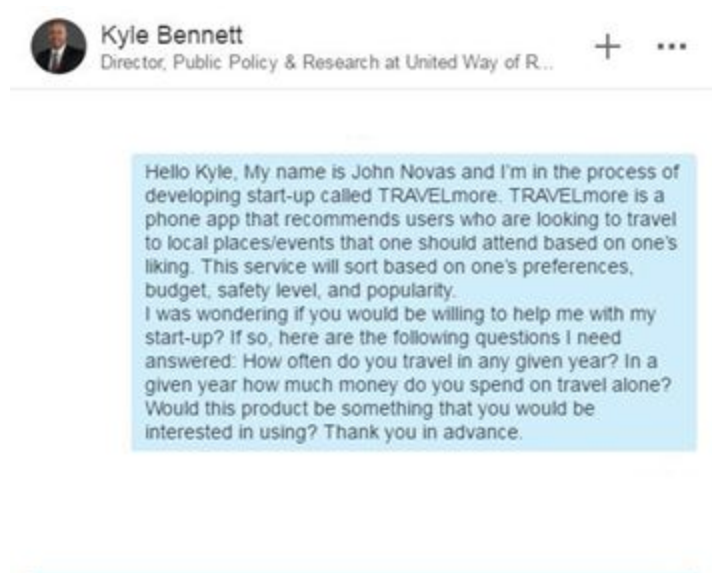 Kyle Bennett
Director, Public Policy & Research at United Way of R...
Hello Kyle, My name is John Novas and I'm in the process of
developing start-up called TRAVELmore. TRAVELmore is a
phone app that recommends users who are looking to travel
to local places/events that one should attend based on one's
liking. This service will sort based on one's preferences,
budget, safety level, and popularity.
I was wondering if you would be willing to help me with my
start-up? If so, here are the following questions I need
answered: How often do you travel in any given year? In a
given year how much money do you spend on travel alone?
Would this product be something that you would be
interested in using? Thank you in advance.